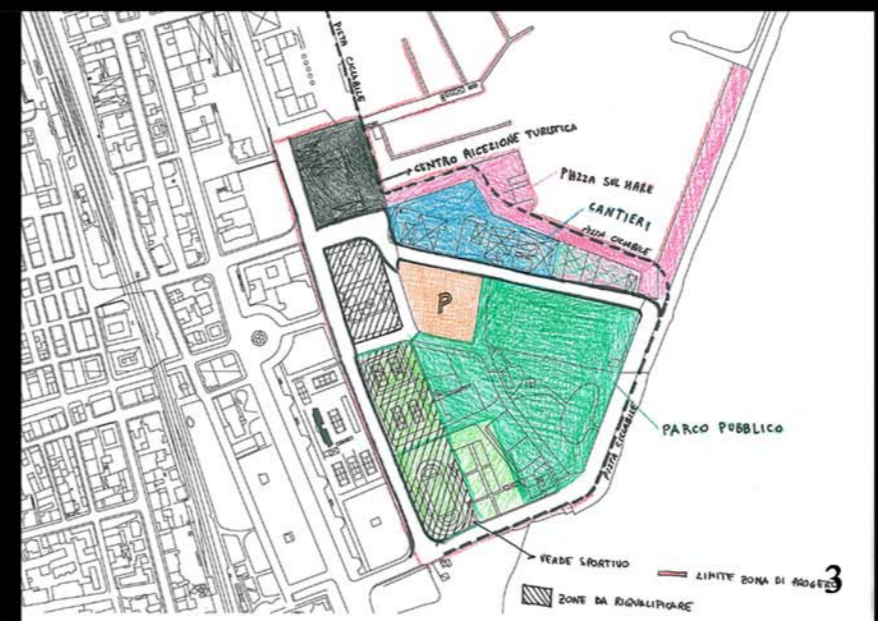 PISTA CICLABILE
CENTRO RICEZIONE TURISTICA
PIAZZA SUL MARE
CANTIERI
PISTA CICLABILE
P
PARCO PUBBLICO
PISTA CICLABILE
VERDE SPORTIVO
LIMITE ZONA DI PROGETTO
ZONE DA RIQUALIFICARE
3